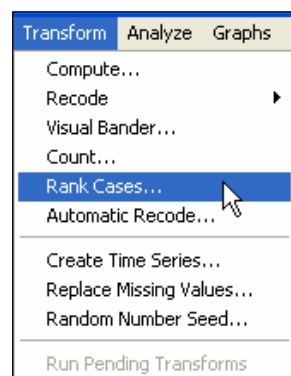 Transform Analyze Graphs
Compute...
Recode
Visual Bander...
Count...
Rank Cases...
Automatic Recode...
Create Time Series...
Replace Missing Values...
Random Number Seed...
Run Pending Transforms